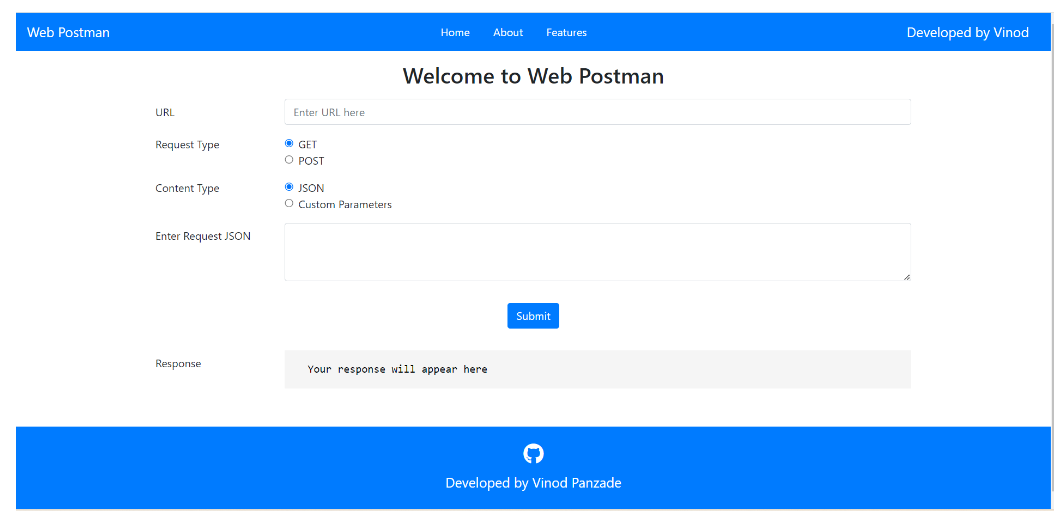 Web Postman Home About Features Developed by Vinod
Welcome to Web Postman
URL Enter URL here
Request Type GET
POST
Content Type JSON
Custom Parameters
Enter Request JSON
Submit
Response Your response will appear here
Developed by Vinod Panzade